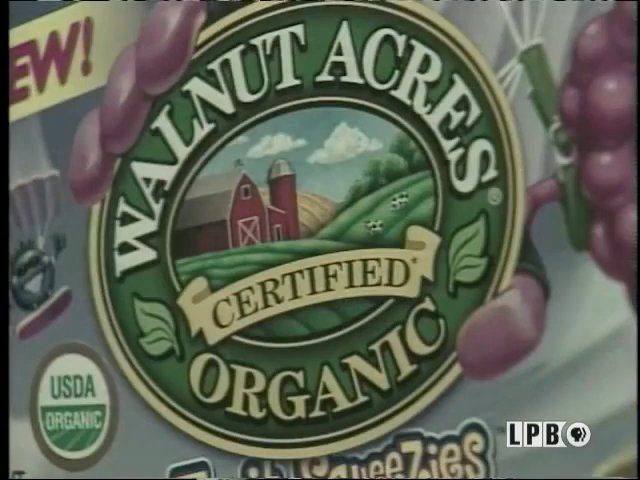 EW!
WALNUT ACRES®
CERTIFIED*
ORGANIC
USDA
ORGANIC
LPB